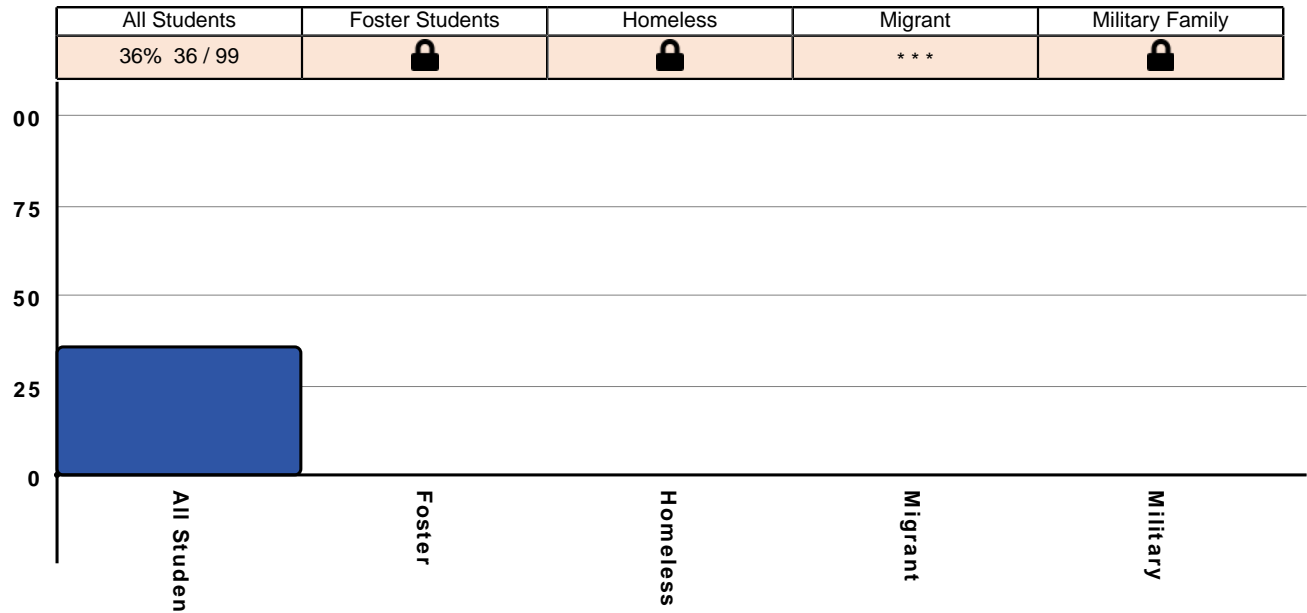 All Students Foster Students Homeless Migrant Military Family
36% 36 / 99 * * *
00
75
50
25
0
All Studen
Foster
Homeless
Migrant
Military